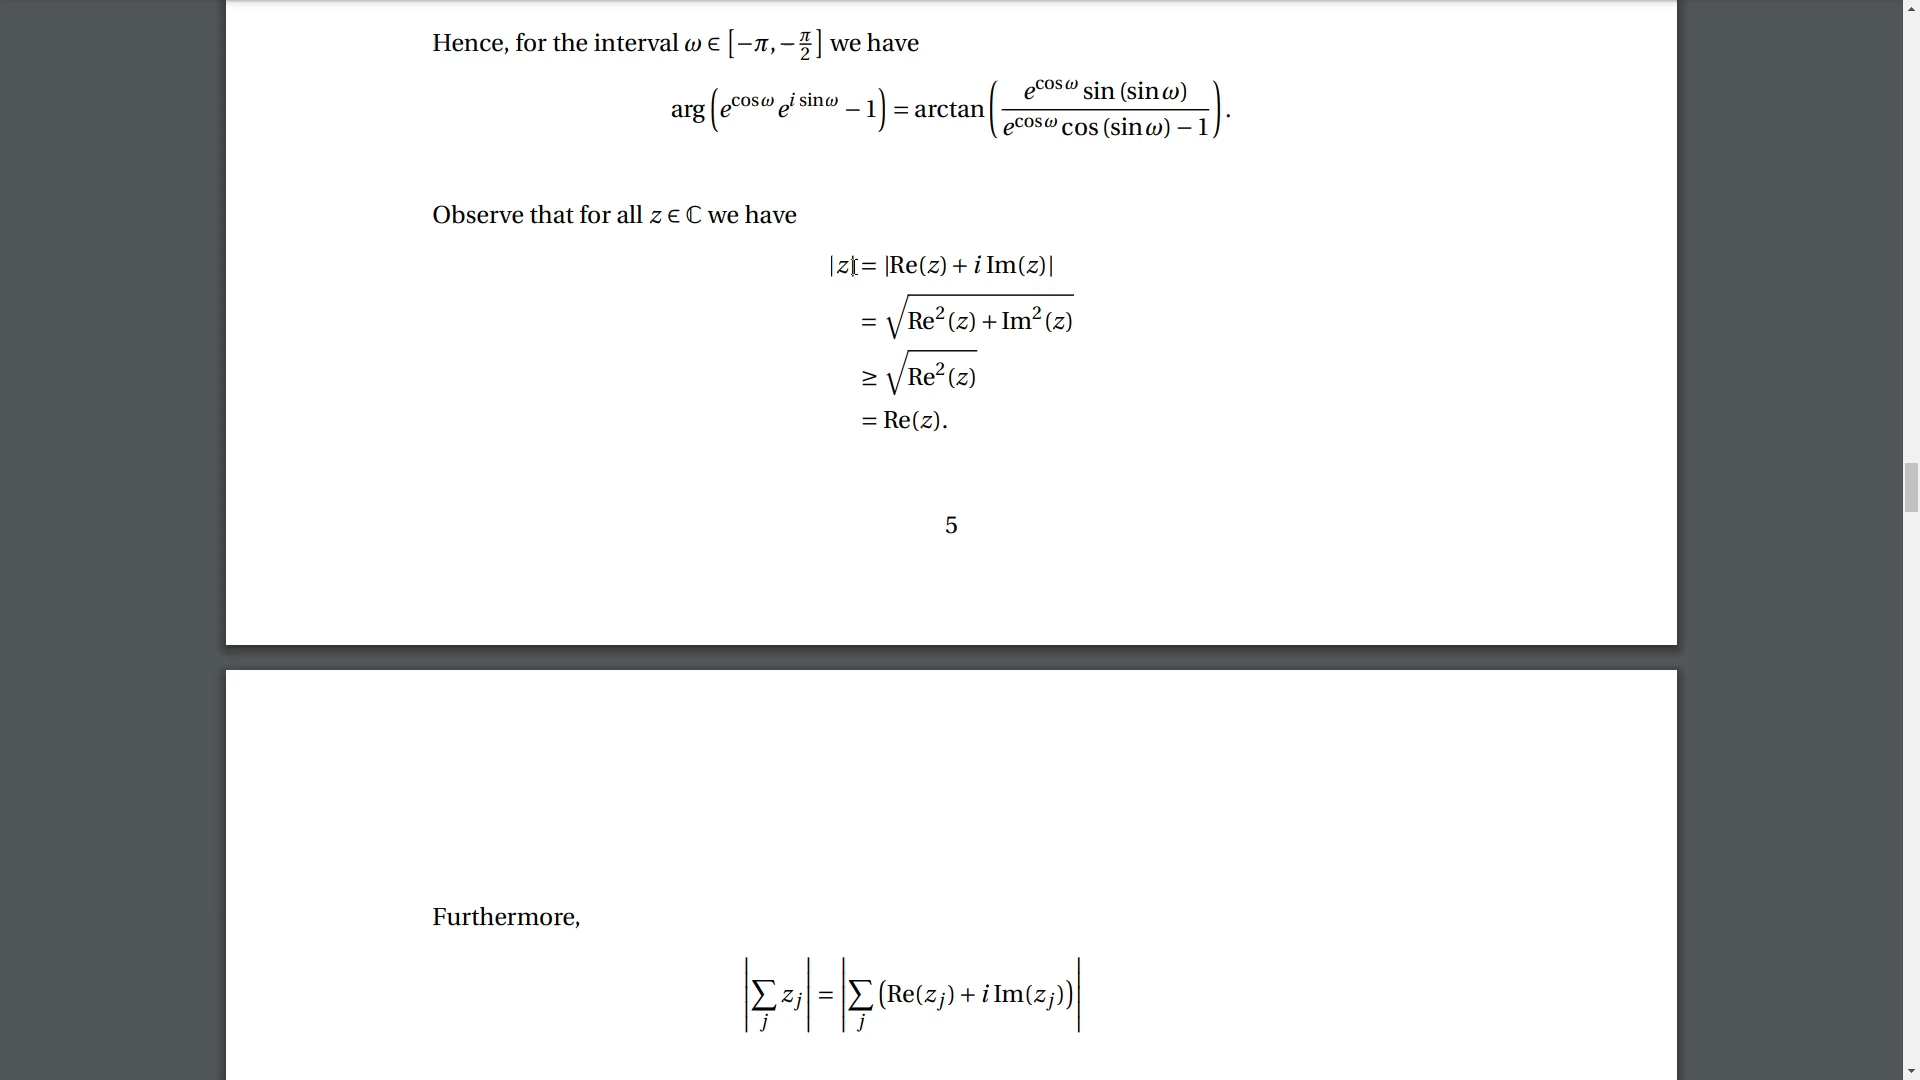 Hence, for the interval ω ∈ [−π, −π/2] we have
arg(e^{cos ω} e^{i sin ω} − 1) = arctan(e^{cos ω} sin (sin ω) / e^{cos ω} cos (sin ω) − 1).
Observe that for all z ∈ ℂ we have
|z| = |Re(z) + i Im(z)|
= √(Re²(z) + Im²(z))
≥ √(Re²(z))
= Re(z).
5
Furthermore,
|∑_j z_j| = |∑_j (Re(z_j) + i Im(z_j))|